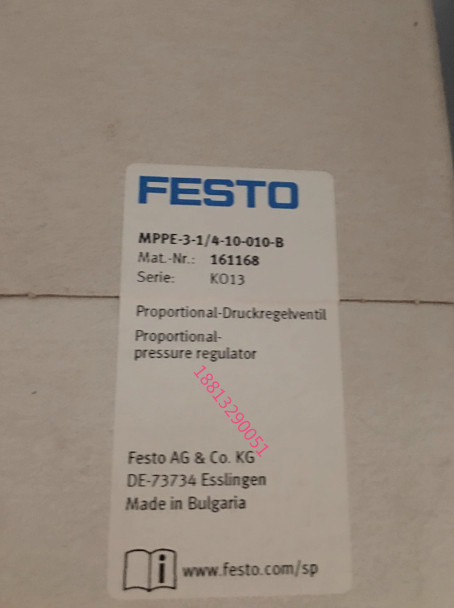 FESTO
MPPE-3-1/4-10-010-B
Mat.-Nr.: 161168
Serie: KO13
Proportional-Druckregelventil
Proportional-
pressure regulator
18813290051
Festo AG & Co. KG
DE-73734 Esslingen
Made in Bulgaria
i www.festo.com/sp